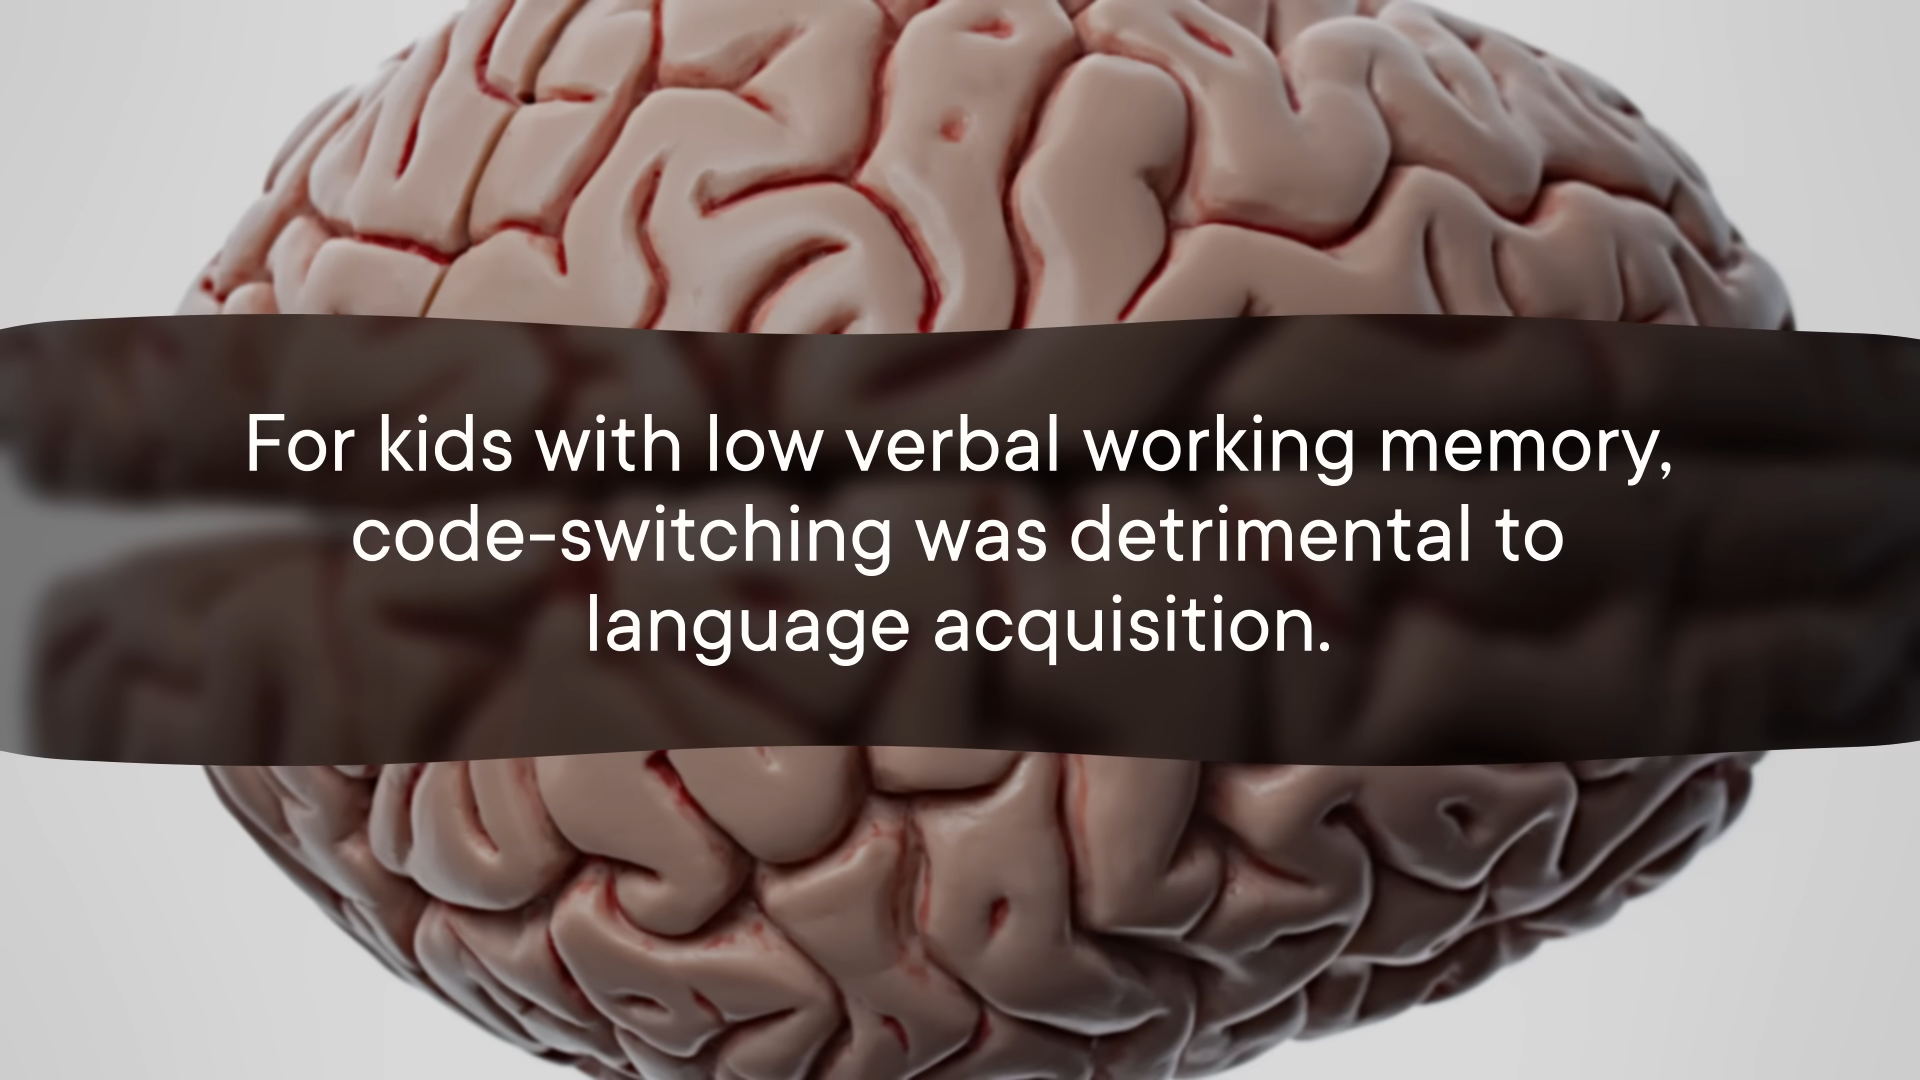 For kids with low verbal working memory,
code-switching was detrimental to
language acquisition.